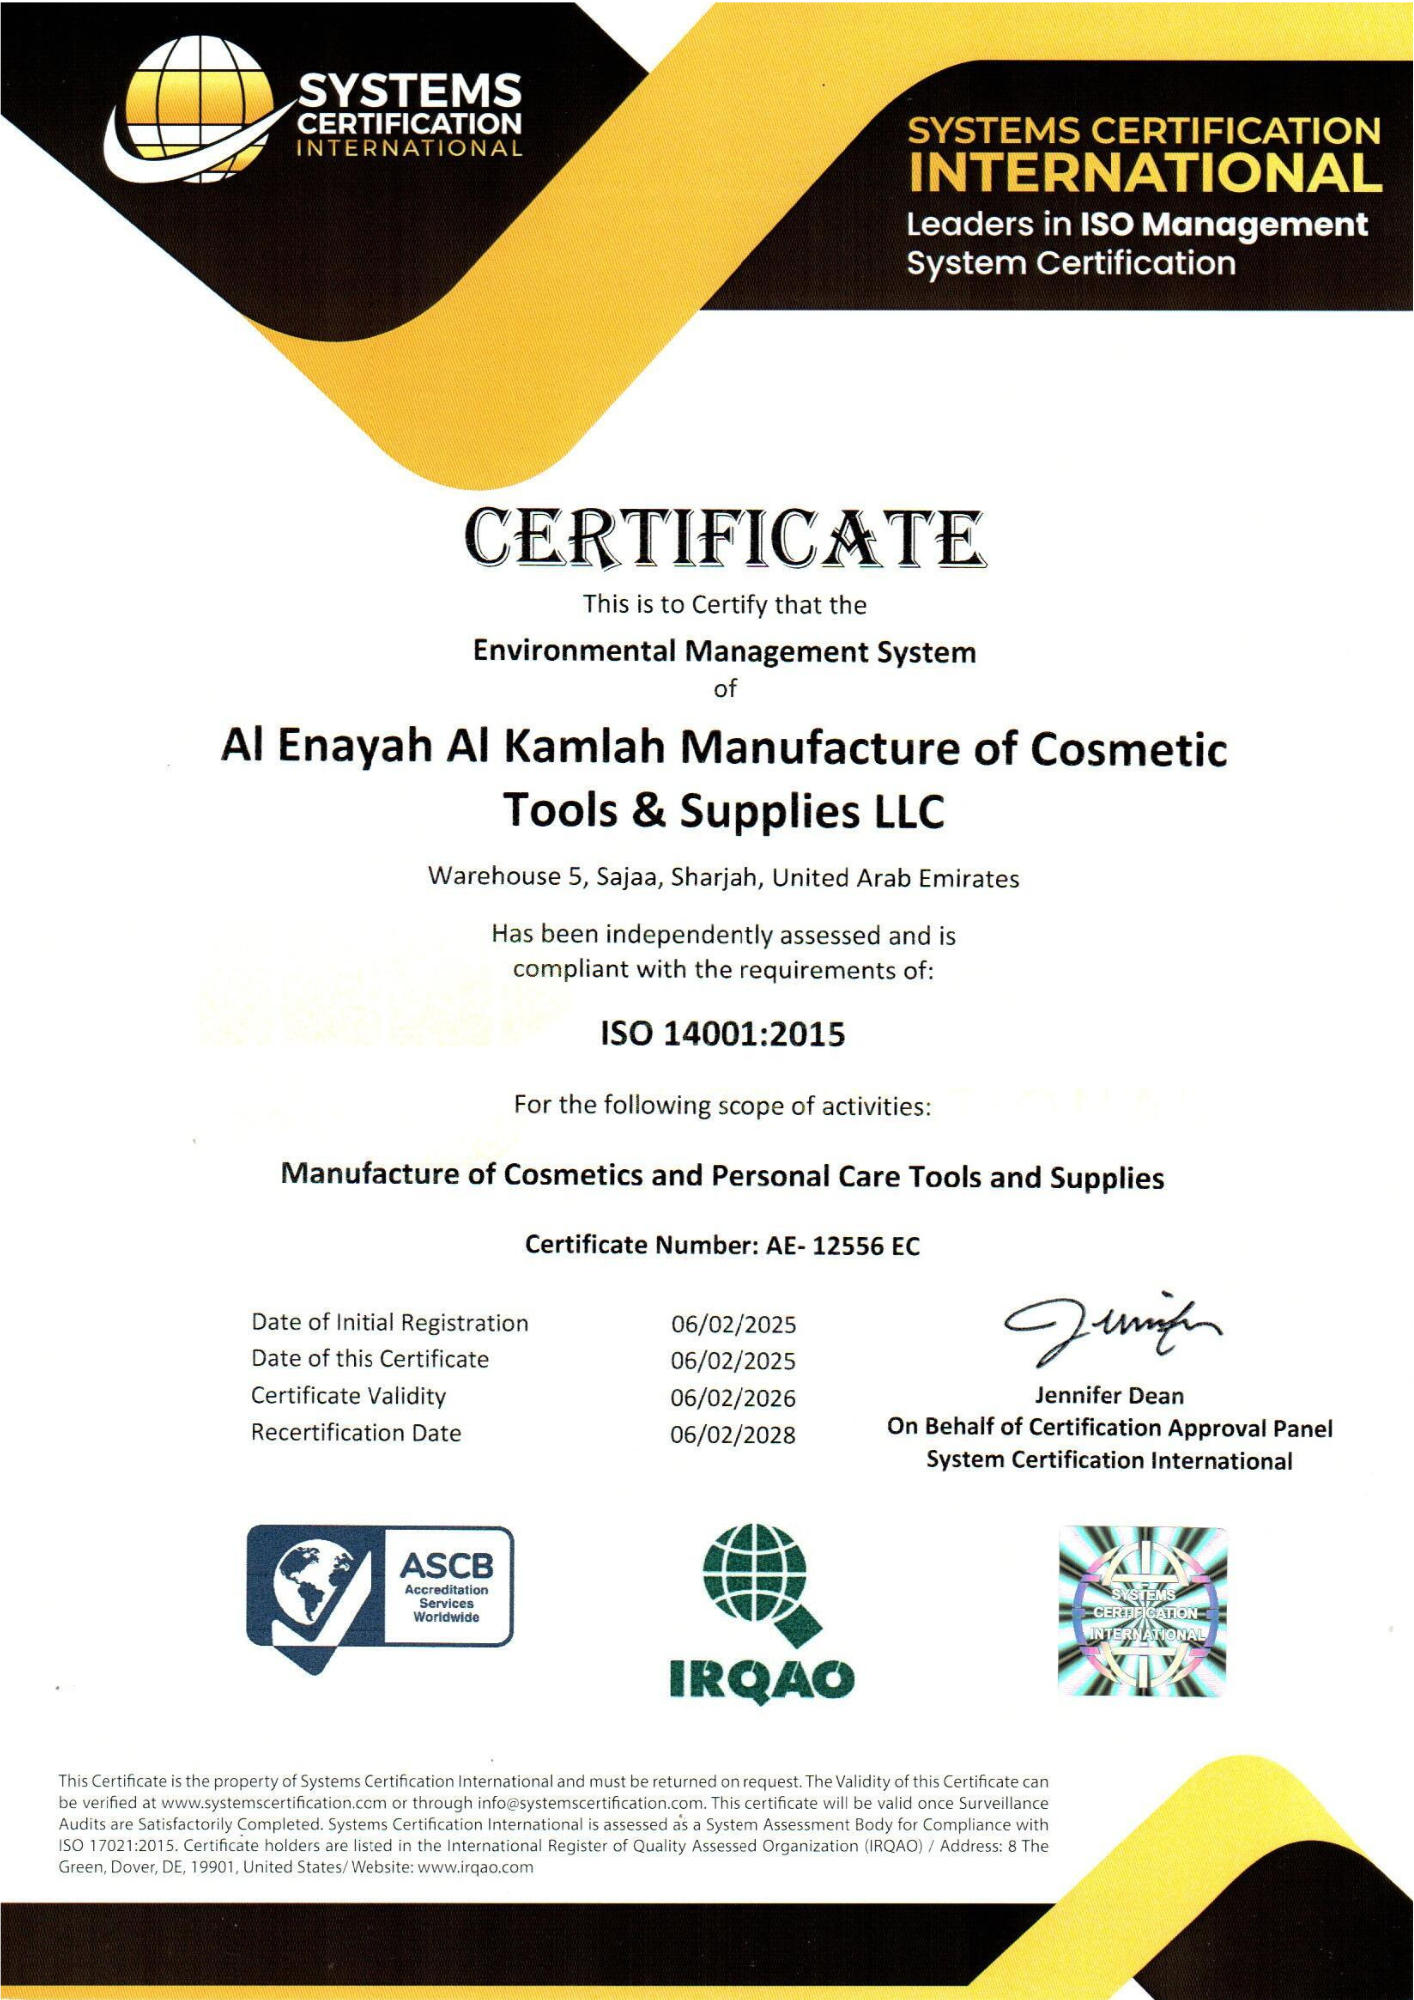 SYSTEMS
CERTIFICATION
INTERNATIONAL
SYSTEMS CERTIFICATION
INTERNATIONAL
Leaders in ISO Management
System Certification
CERTIFICATE
This is to Certify that the
Environmental Management System
of
Al Enayah Al Kamlah Manufacture of Cosmetic
Tools & Supplies LLC
Warehouse 5, Sajaa, Sharjah, United Arab Emirates
Has been independently assessed and is
compliant with the requirements of:
ISO 14001:2015
For the following scope of activities:
Manufacture of Cosmetics and Personal Care Tools and Supplies
Certificate Number: AE- 12556 EC
Date of Initial Registration 06/02/2025
Date of this Certificate 06/02/2025
Certificate Validity 06/02/2026
Recertification Date 06/02/2028
Jennifer Dean
On Behalf of Certification Approval Panel
System Certification International
ASCB
Accreditation
Services
Worldwide
IRQAO
SYSTEMS
CERTIFICATION
INTERNATIONAL
This Certificate is the property of Systems Certification International and must be returned on request. The Validity of this Certificate can
be verified at www.systemscertification.com or through info@systemscertification.com. This certificate will be valid once Surveillance
Audits are Satisfactorily Completed. Systems Certification International is assessed as a System Assessment Body for Compliance with
ISO 17021:2015. Certificate holders are listed in the International Register of Quality Assessed Organization (IRQAO) / Address: 8 The
Green, Dover, DE, 19901, United States/ Website: www.irqao.com